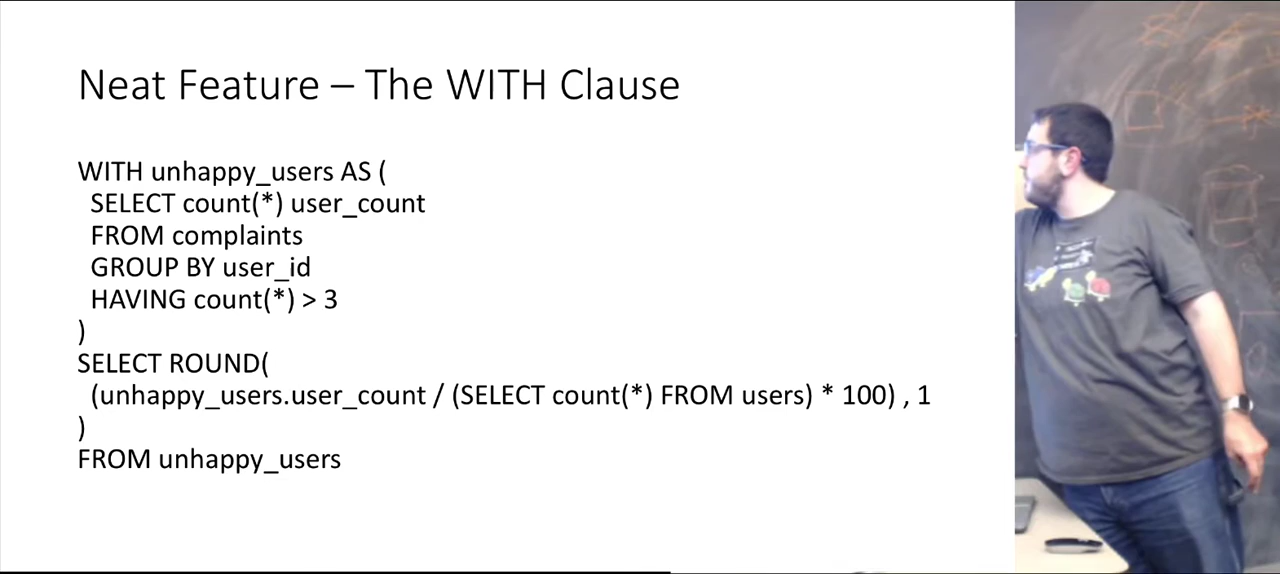 Neat Feature – The WITH Clause
WITH unhappy_users AS (
SELECT count(*) user_count
FROM complaints
GROUP BY user_id
HAVING count(*) > 3
)
SELECT ROUND(
(unhappy_users.user_count / (SELECT count(*) FROM users) * 100) , 1
)
FROM unhappy_users